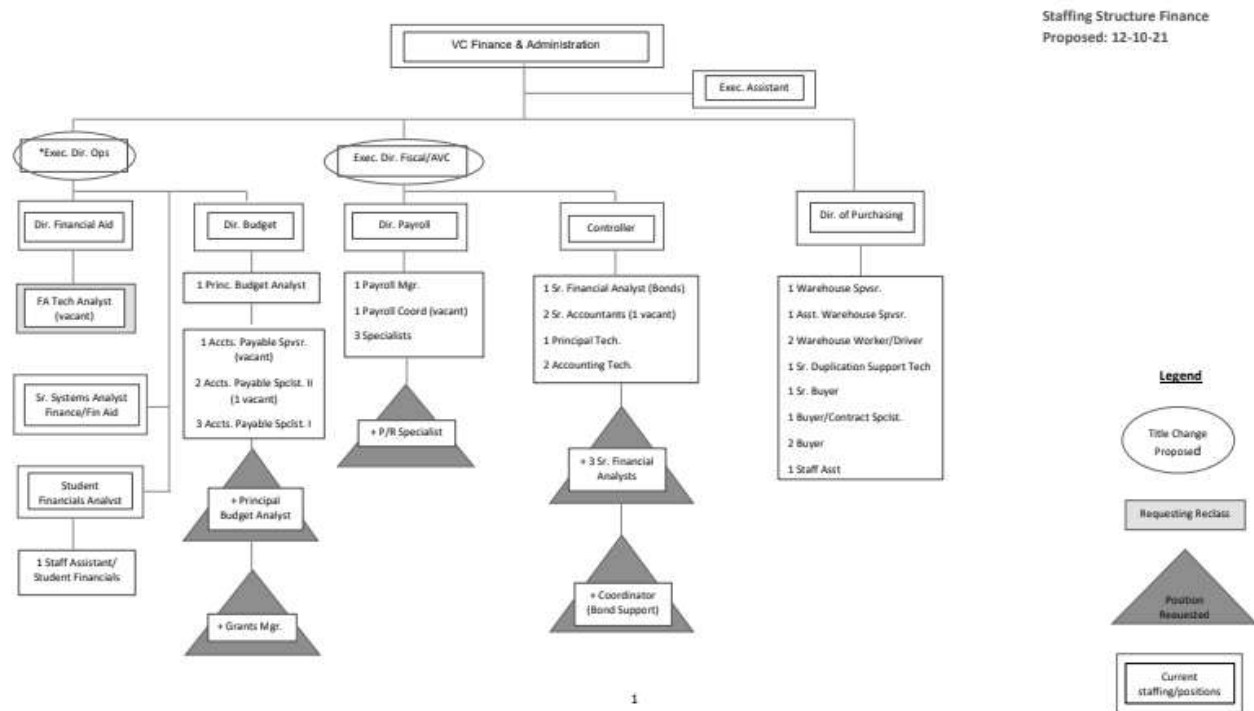 Staffing Structure Finance
Proposed: 12-10-21
VC Finance & Administration
Exec. Assistant
*Exec. Dir. Ops
Exec. Dir. Fiscal/AVC
Dir. Financial Aid
Dir. Budget
Dir. Payroll
Controller
Dir. of Purchasing
FA Tech Analyst
(vacant)
Sr. Systems Analyst
Finance/Fin Aid
Student
Financials Analyst
1 Staff Assistant/
Student Financials
1 Princ. Budget Analyst
1 Accts. Payable Spvsr.
(vacant)
2 Accts. Payable Spclst. II
(1 vacant)
3 Accts. Payable Spclst. I
+ Principal
Budget Analyst
+ Grants Mgr.
1 Payroll Mgr.
1 Payroll Coord (vacant)
3 Specialists
+ P/R Specialist
1 Sr. Financial Analyst (Bonds)
2 Sr. Accountants (1 vacant)
1 Principal Tech.
2 Accounting Tech.
+ 3 Sr. Financial
Analysts
+ Coordinator
(Bond Support)
1 Warehouse Spvsr.
1 Asst. Warehouse Spvsr.
2 Warehouse Worker/Driver
1 Sr. Duplication Support Tech
1 Sr. Buyer
1 Buyer/Contract Spclst.
2 Buyer
1 Staff Asst
Legend
Title Change
Proposed
Requesting Reclass
Position
Requested
Current
staffing/positions
1